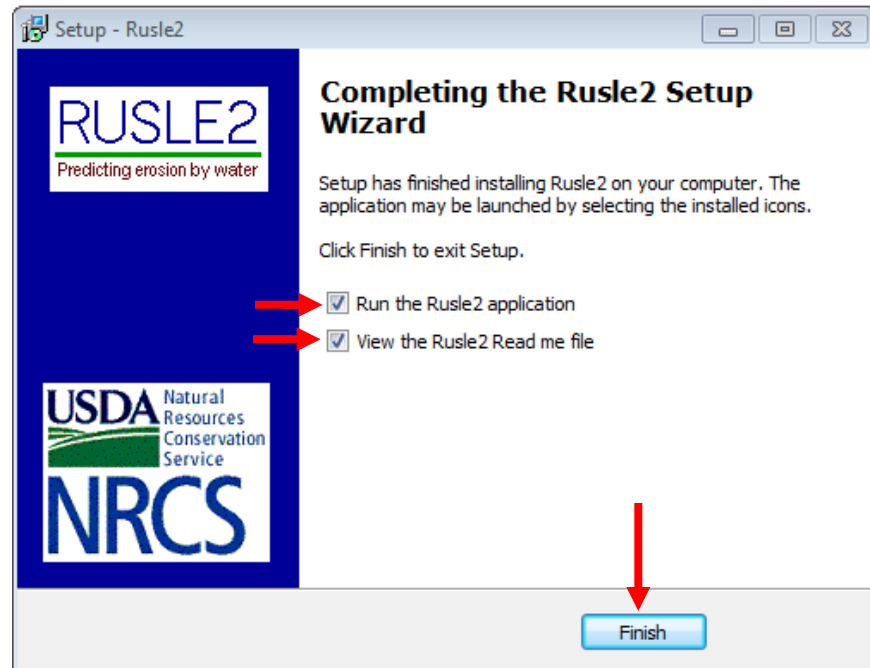 Setup - Rusle2
RUSLE2
Predicting erosion by water
Completing the Rusle2 Setup
Wizard
Setup has finished installing Rusle2 on your computer. The
application may be launched by selecting the installed icons.
Click Finish to exit Setup.
Run the Rusle2 application
View the Rusle2 Read me file
USDA Natural
Resources
Conservation
Service
NRCS
Finish